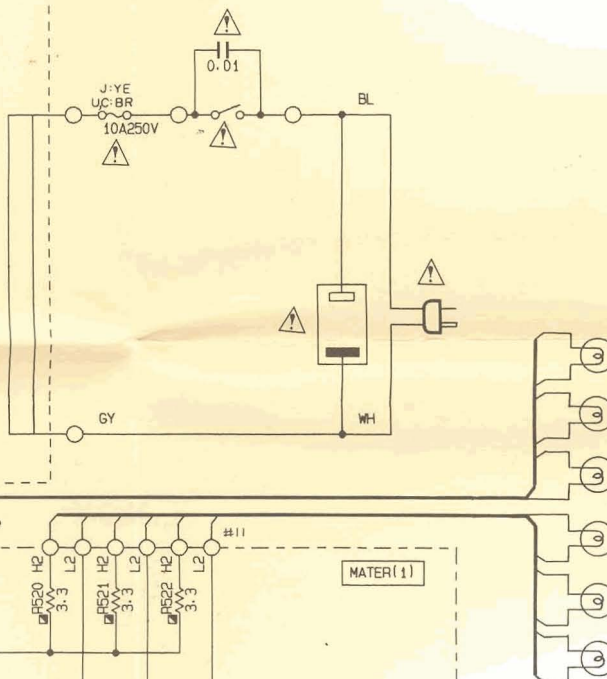 0.01
J:YE
U,C:BR
10A250V
BL
GY
WH
#11
H2 L2 H2 L2 H2 L2
MATER(1)
R520 3.3 R521 3.3 R522 3.3